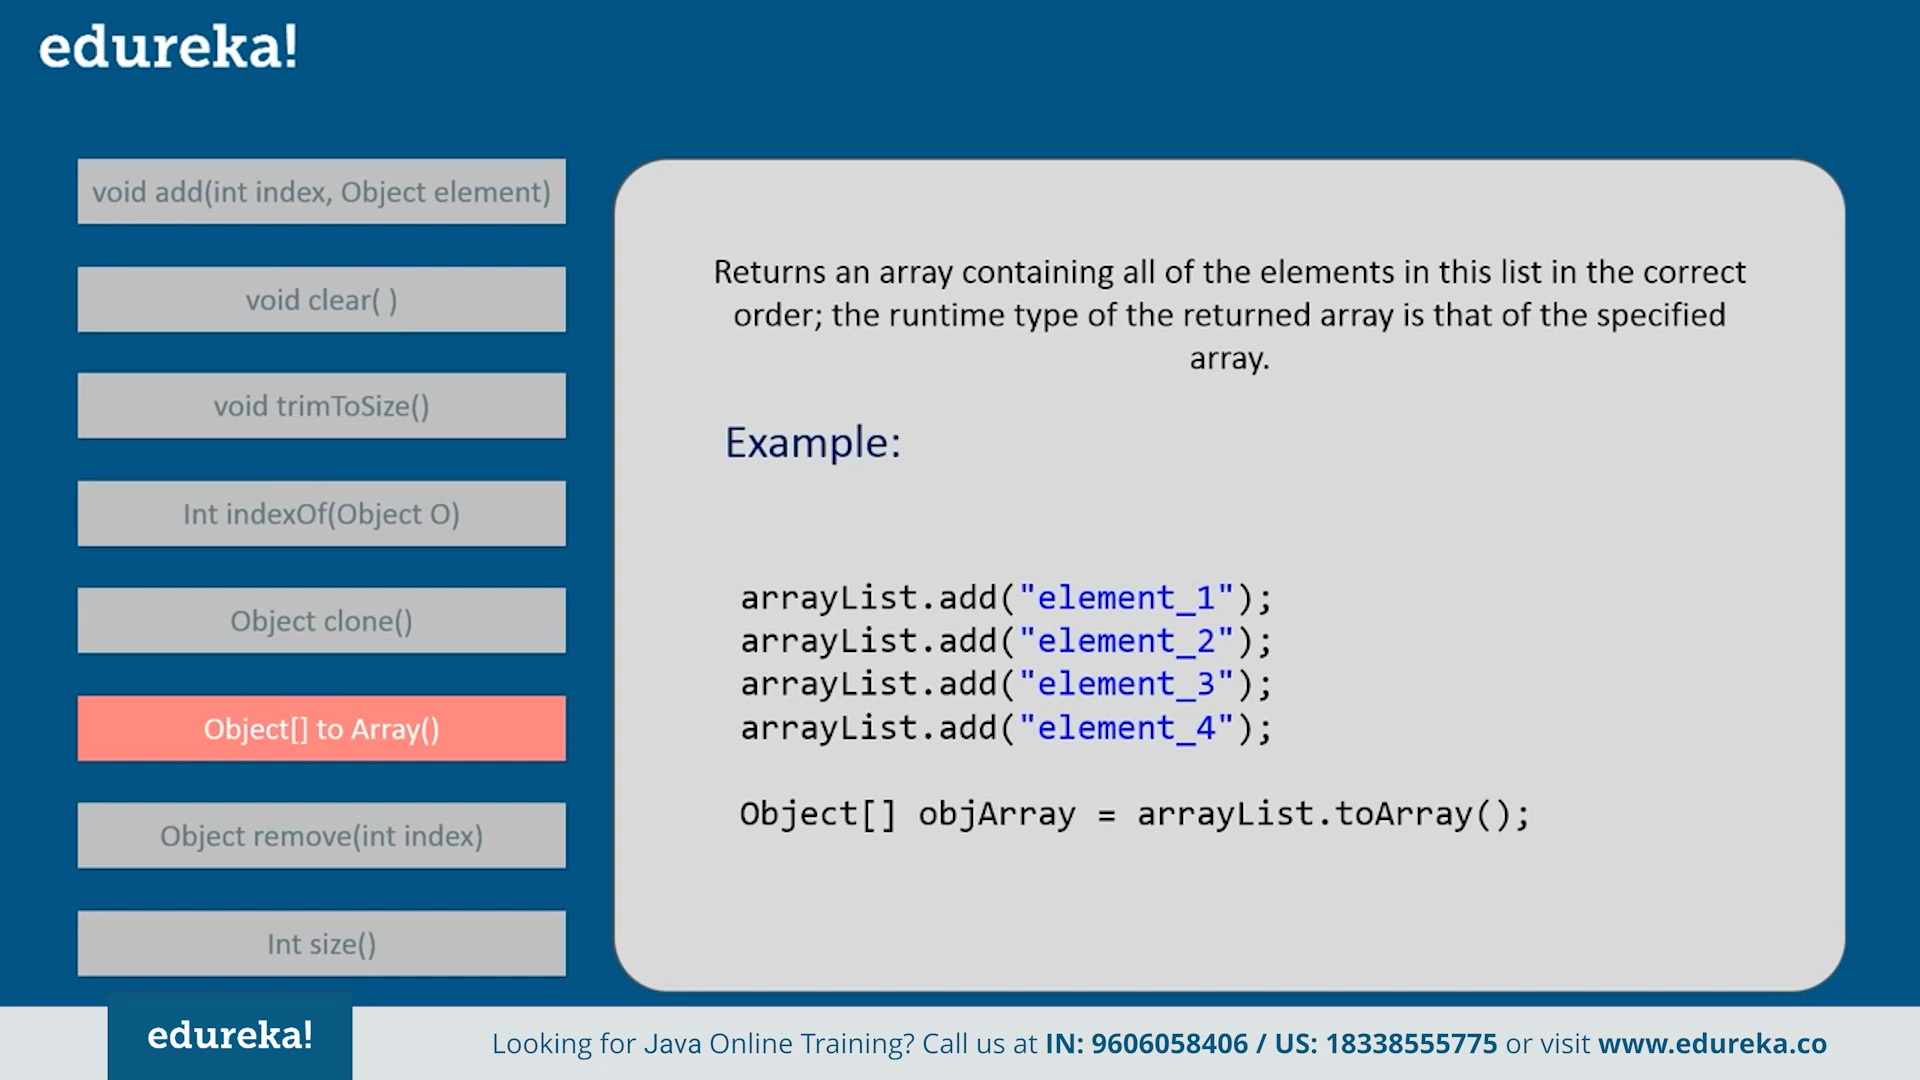 edureka!
void add(int index, Object element)
void clear( )
void trimToSize()
Int indexOf(Object O)
Object clone()
Object[] to Array()
Object remove(int index)
Int size()
Returns an array containing all of the elements in this list in the correct
order; the runtime type of the returned array is that of the specified
array.
Example:
arrayList.add("element_1");
arrayList.add("element_2");
arrayList.add("element_3");
arrayList.add("element_4");
Object[] objArray = arrayList.toArray();
edureka!
Looking for Java Online Training? Call us at IN: 9606058406 / US: 18338555775 or visit www.edureka.co